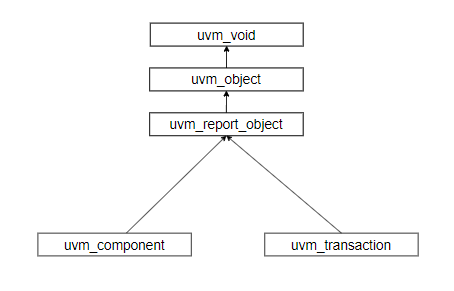 uvm_void
uvm_object
uvm_report_object
uvm_component
uvm_transaction